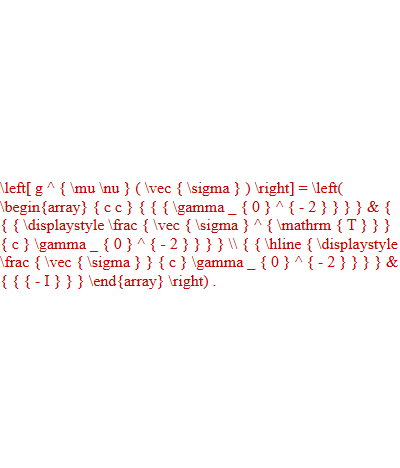 \left[ g ^ { \mu \nu } ( \vec { \sigma } ) \right] = \left(
\begin{array} { c c } { { { \gamma _ { 0 } ^ { - 2 } } } } & {
{ { \displaystyle \frac { \vec { \sigma } ^ { \mathrm { T } } }
{ c } \gamma _ { 0 } ^ { - 2 } } } } \\ { { \hline { \displaystyle
\frac { \vec { \sigma } } { c } \gamma _ { 0 } ^ { - 2 } } } } &
{ { { - I } } } \end{array} \right) .